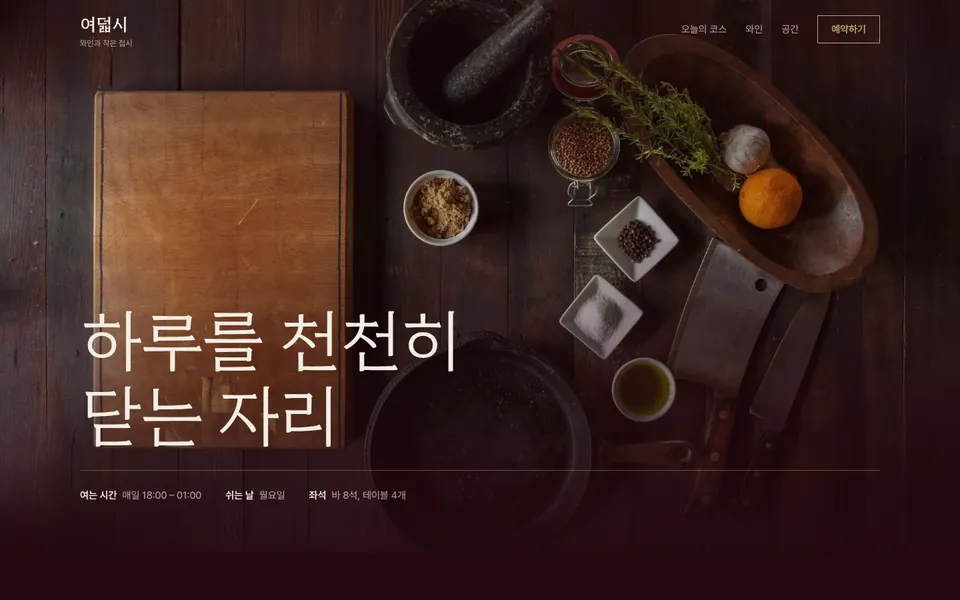 여덟시
와인과 작은 접시
오늘의 코스 와인 공간 예약하기
하루를 천천히
닫는 자리
여는 시간 매일 18:00 – 01:00 쉬는 날 월요일 좌석 바 8석, 테이블 4개